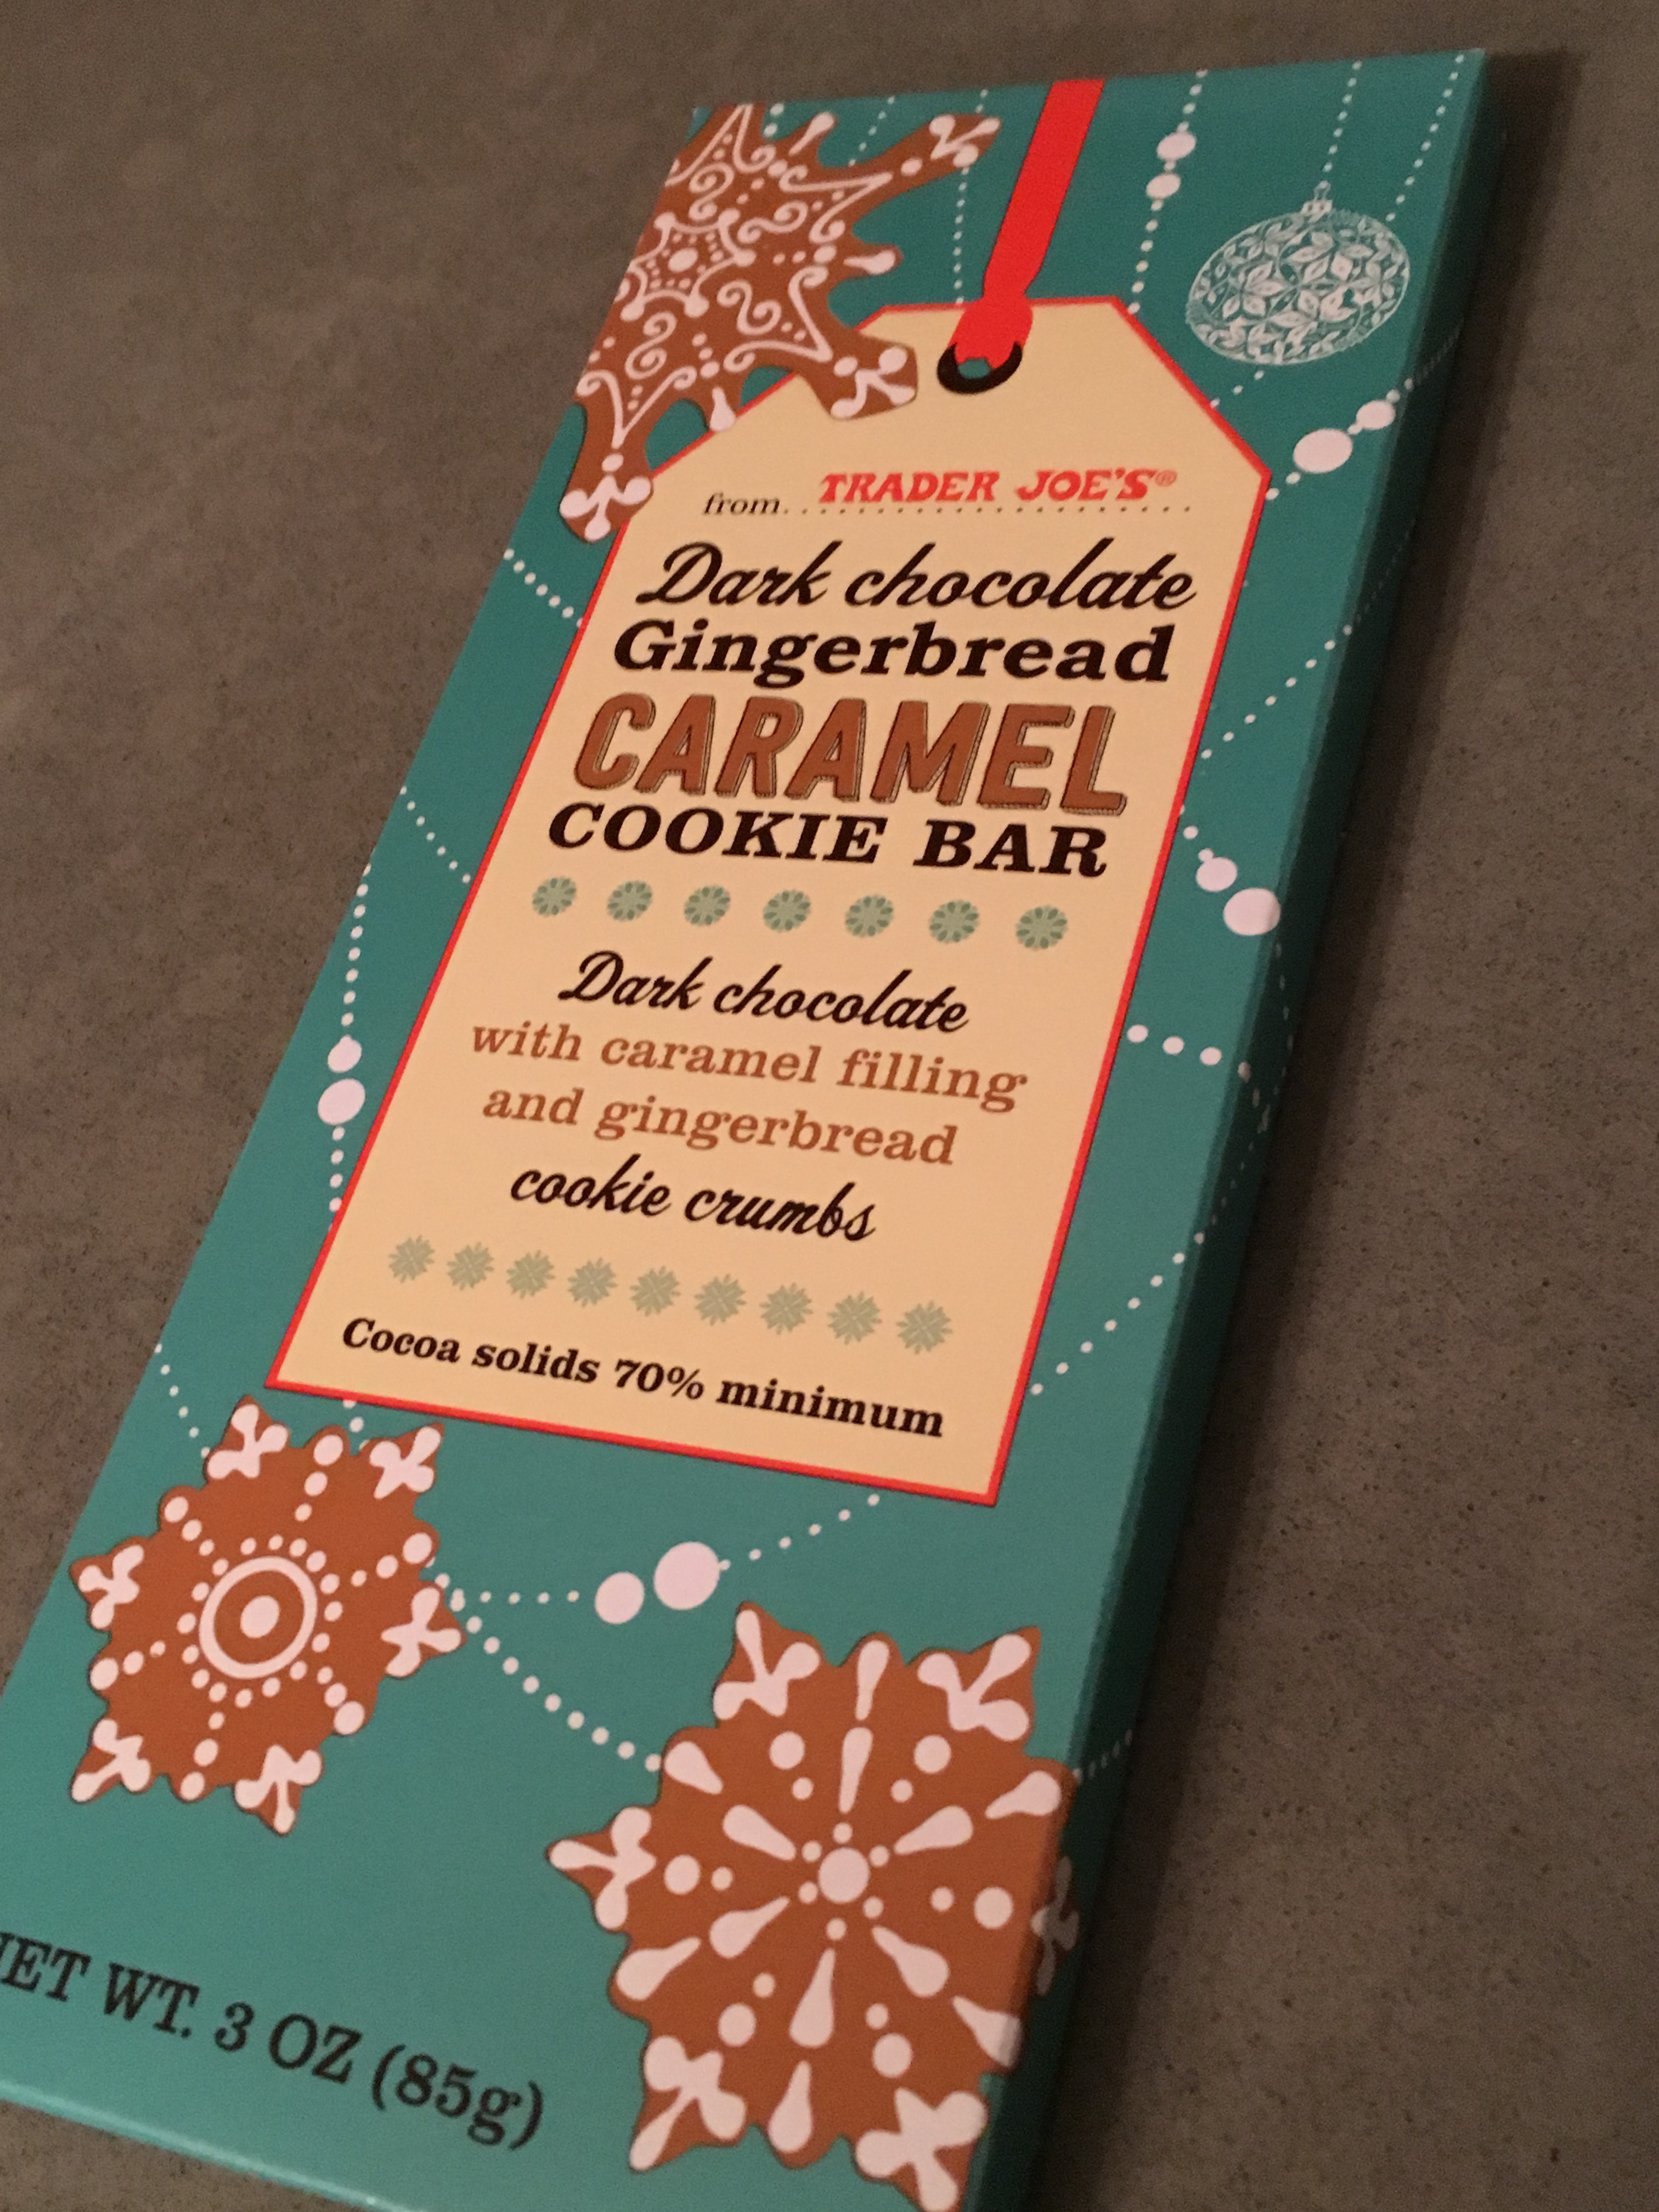 from TRADER JOE'S®
Dark chocolate
Gingerbread
CARAMEL
COOKIE BAR
Dark chocolate
with caramel filling
and gingerbread
cookie crumbs
Cocoa solids 70% minimum
NET WT. 3 OZ (85g)